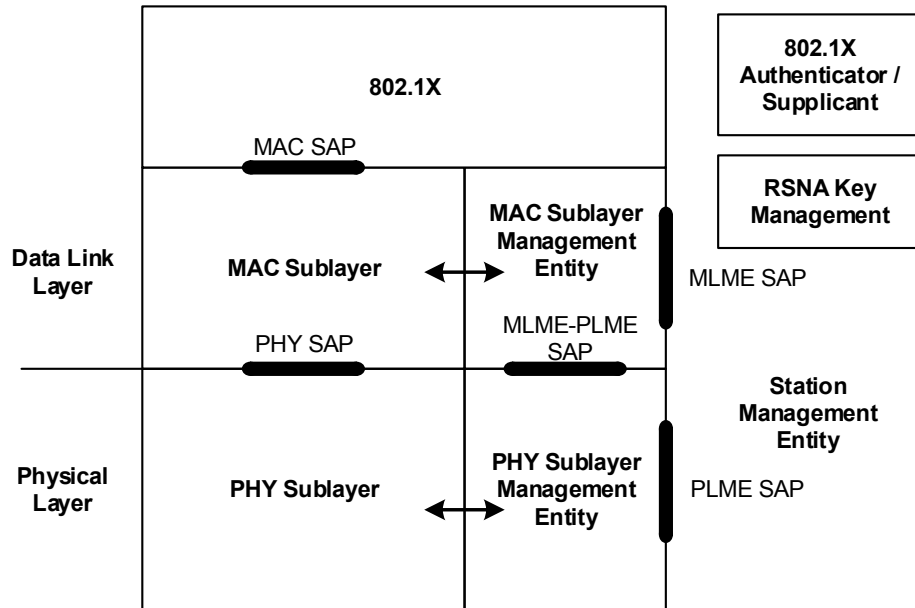 802.1X
802.1X
Authenticator /
Supplicant
MAC SAP
RSNA Key
Management
Data Link
Layer
MAC Sublayer
MAC Sublayer
Management
Entity
MLME SAP
PHY SAP
MLME-PLME
SAP
Station
Management
Entity
Physical
Layer
PHY Sublayer
PHY Sublayer
Management
Entity
PLME SAP